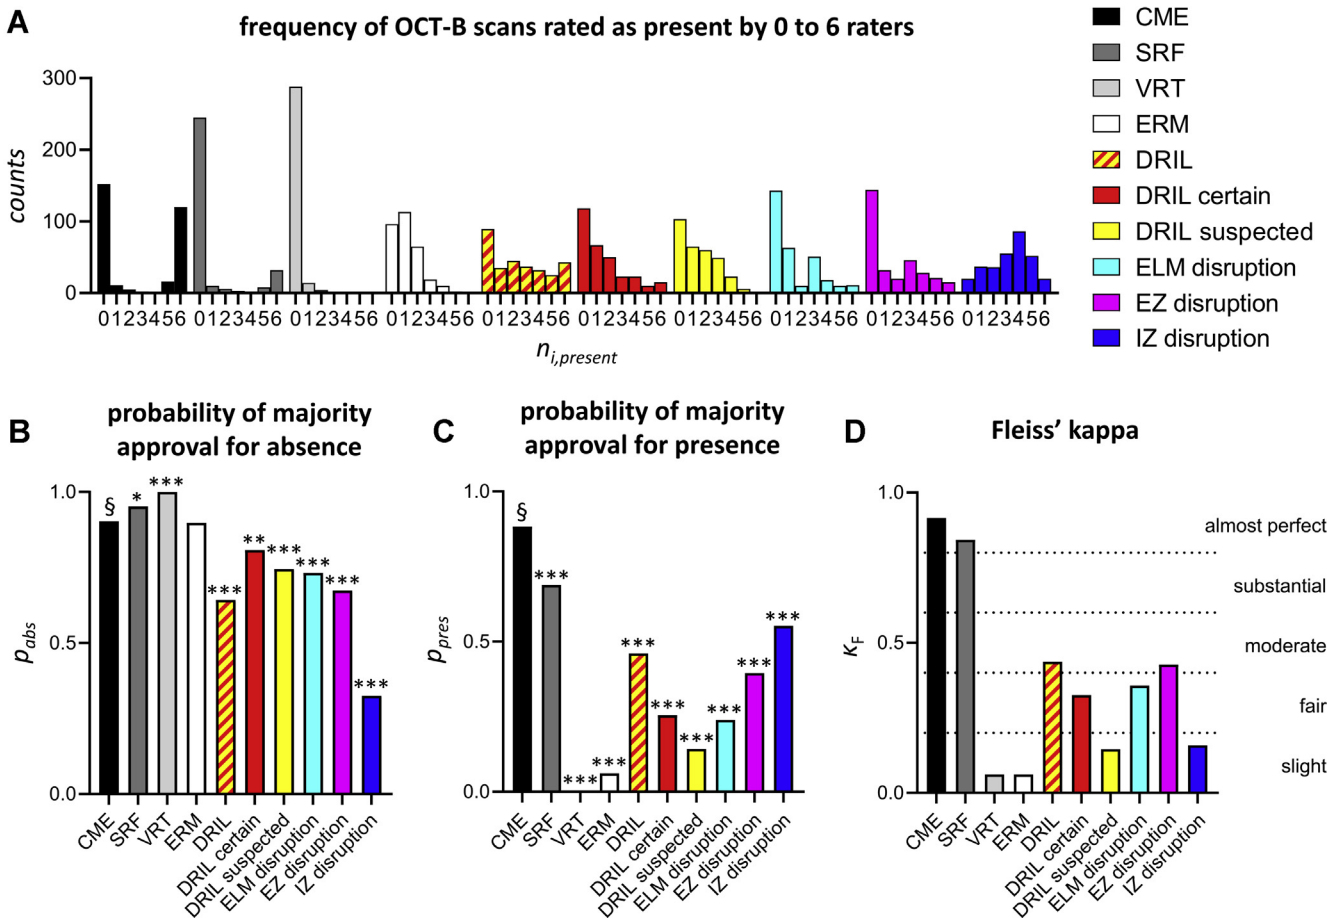 A
frequency of OCT-B scans rated as present by 0 to 6 raters
counts
300
200
100
0
0123456 0123456 0123456 0123456 0123456 0123456 0123456 0123456 0123456 0123456
ni,present
CME
SRF
VRT
ERM
DRIL
DRIL certain
DRIL suspected
ELM disruption
EZ disruption
IZ disruption
B
probability of majority
approval for absence
pabs
1.0
0.5
0.0
§ * *** *** ** *** *** *** ***
CME
SRF
VRT
ERM
DRIL
DRIL certain
DRIL suspected
ELM disruption
EZ disruption
IZ disruption
C
probability of majority
approval for presence
ppres
1.0
0.5
0.0
§ *** *** *** *** *** *** *** *** ***
CME
SRF
VRT
ERM
DRIL
DRIL certain
DRIL suspected
ELM disruption
EZ disruption
IZ disruption
D
Fleiss’ kappa
κF
1.0
0.5
0.0
almost perfect
substantial
moderate
fair
slight
CME
SRF
VRT
ERM
DRIL
DRIL certain
DRIL suspected
ELM disruption
EZ disruption
IZ disruption